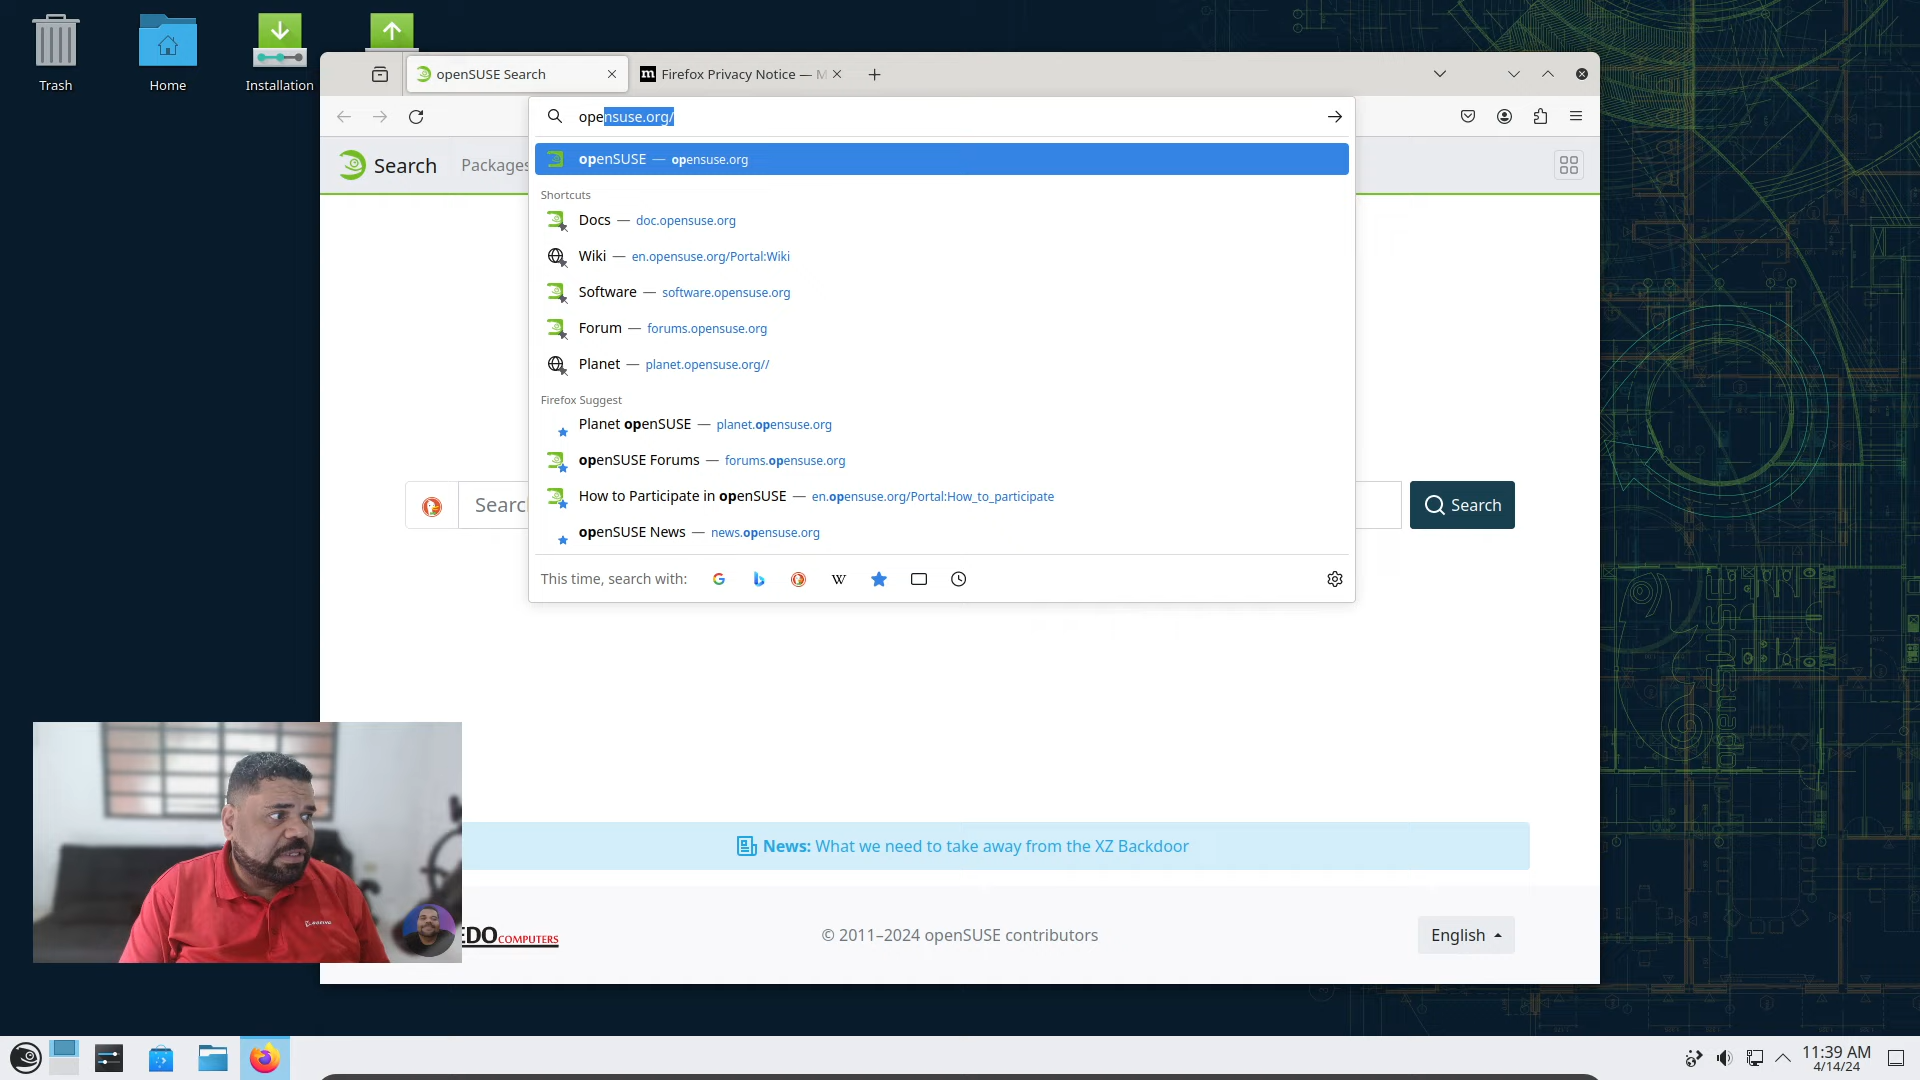 Trash
Home
Installation
openSUSE Search
Firefox Privacy Notice — M
opensuse.org/
Search
Packages
openSUSE — opensuse.org
Shortcuts
Docs — doc.opensuse.org
Wiki — en.opensuse.org/Portal:Wiki
Software — software.opensuse.org
Forum — forums.opensuse.org
Planet — planet.opensuse.org//
Firefox Suggest
Planet openSUSE — planet.opensuse.org
openSUSE Forums — forums.opensuse.org
How to Participate in openSUSE — en.opensuse.org/Portal:How_to_participate
openSUSE News — news.opensuse.org
Searc
Search
This time, search with:
News: What we need to take away from the XZ Backdoor
EDO COMPUTERS
© 2011–2024 openSUSE contributors
English
11:39 AM
4/14/24
openSUSE